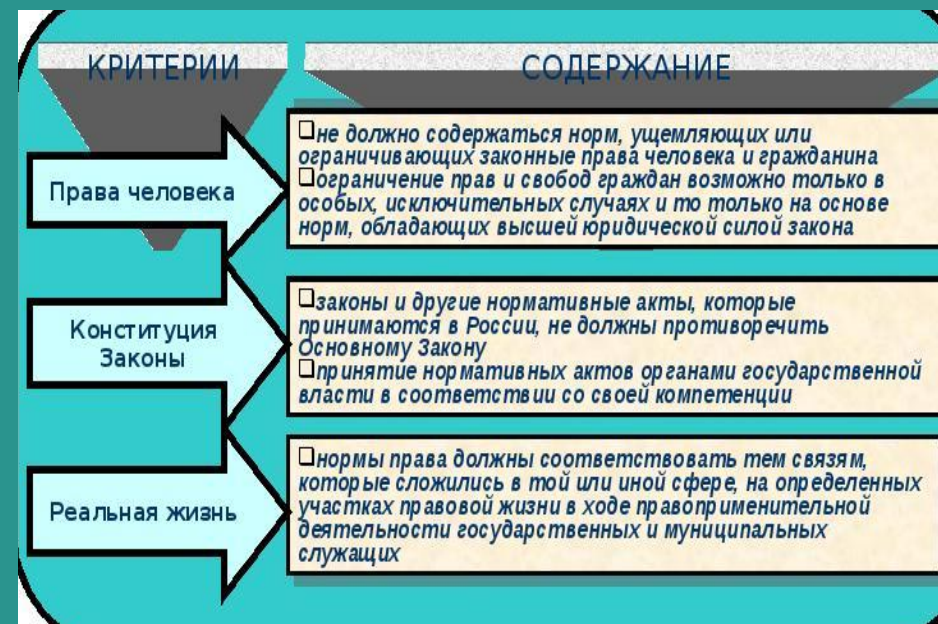 КРИТЕРИИ
СОДЕРЖАНИЕ
Права человека
❑не должно содержаться норм, ущемляющих или
ограничивающих законные права человека и гражданина
❑ограничение прав и свобод граждан возможно только в
особых, исключительных случаях и то только на основе
норм, обладающих высшей юридической силой закона
Конституция
Законы
❑законы и другие нормативные акты, которые
принимаются в России, не должны противоречить
Основному Закону
❑принятие нормативных актов органами государственной
власти в соответствии со своей компетенции
Реальная жизнь
❑нормы права должны соответствовать тем связям,
которые сложились в той или иной сфере, на определенных
участках правовой жизни в ходе правоприменительной
деятельности государственных и муниципальных
служащих